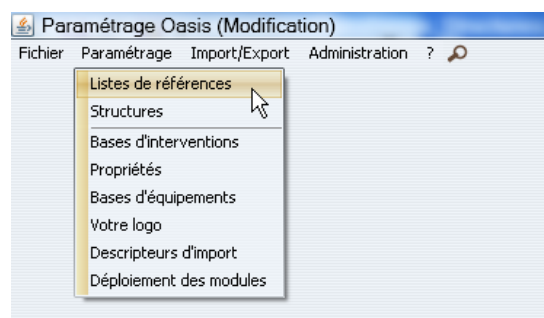 Paramétrage Oasis (Modification)
Fichier Paramétrage Import/Export Administration ?
Listes de références
Structures
Bases d'interventions
Propriétés
Bases d'équipements
Votre logo
Descripteurs d'import
Déploiement des modules